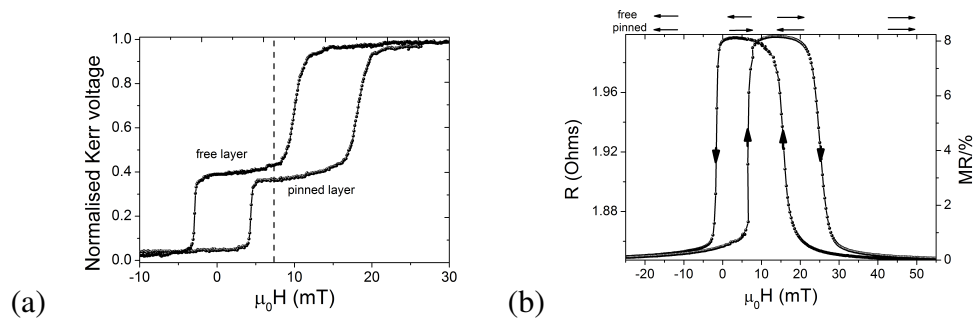 (a)
Normalised Kerr voltage
1.0
0.8
0.6
0.4
0.2
0.0
free layer
pinned layer
-10 0 10 20 30
μ₀H (mT)
(b)
free
pinned
R (Ohms)
1.96
1.92
1.88
8
6
4
2
0
MR/%
-20 -10 0 10 20 30 40 50
μ₀H (mT)